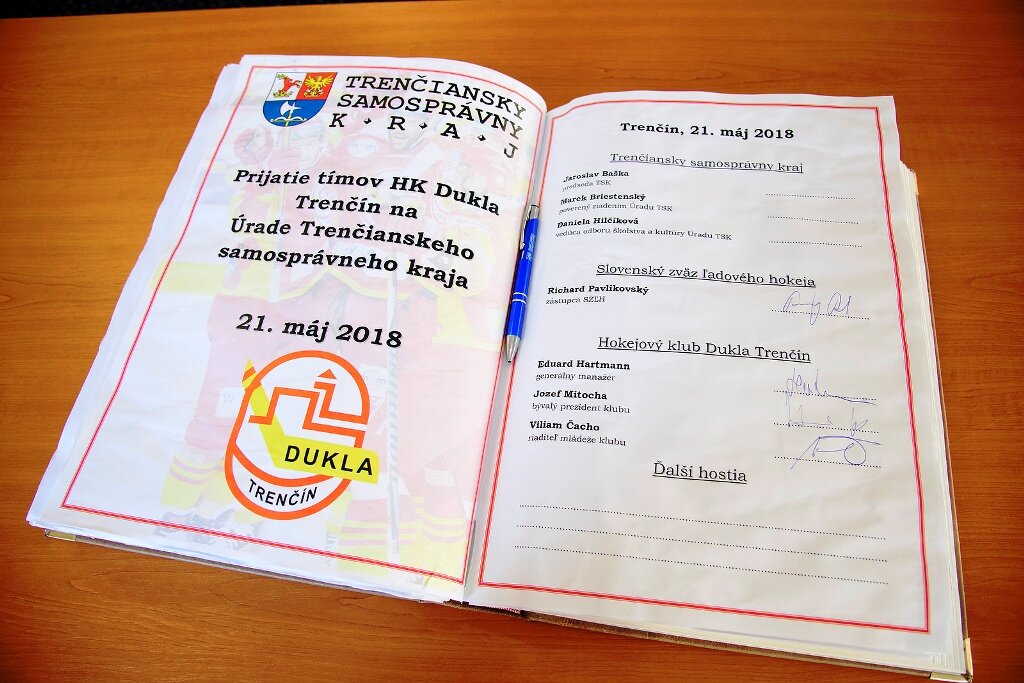 TRENČIANSKY
SAMOSPRÁVNY
K • R • A • J
Prijatie tímov HK Dukla
Trenčín na
Úrade Trenčianskeho
samosprávneho kraja
21. máj 2018
DUKLA
TRENČÍN
Trenčín, 21. máj 2018
Trenčiansky samosprávny kraj
Jaroslav Baška
predseda TSK
Marek Briestenský
poverený riadením Úradu TSK
Daniela Hilčíková
vedúca odboru školstva a kultúry Úradu TSK
Slovenský zväz ľadového hokeja
Richard Pavlikovský
zástupca SZĽH
Hokejový klub Dukla Trenčín
Eduard Hartmann
generálny manažér
Jozef Mitocha
bývalý prezident klubu
Viliam Čacho
riaditeľ mládeže klubu
Ďalší hostia